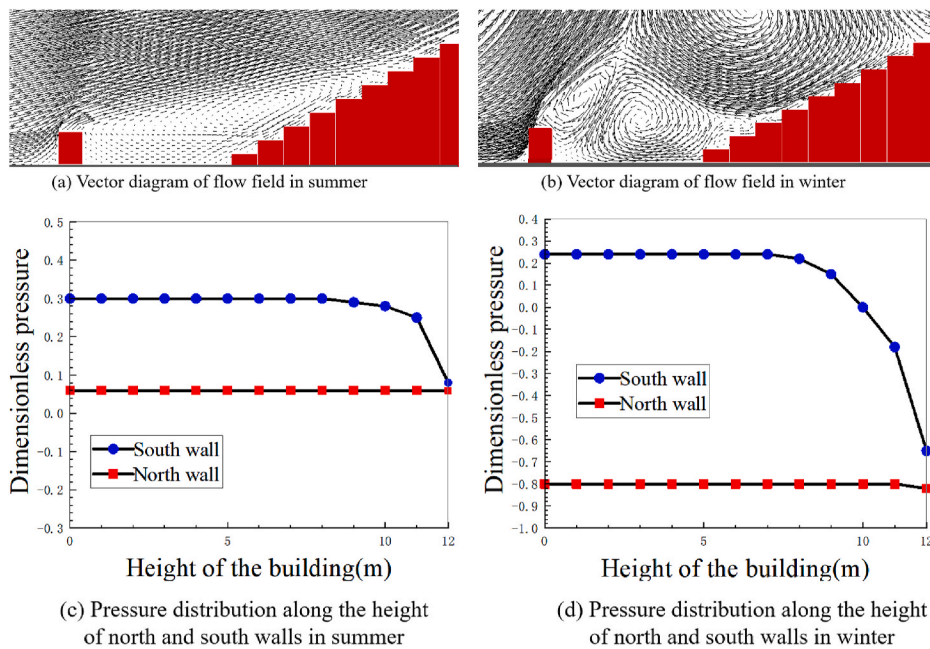 (a) Vector diagram of flow field in summer
(b) Vector diagram of flow field in winter
Dimensionless pressure
0.5
0.4
0.3
0.2
0.1
0.0
-0.1
-0.2
-0.3
South wall
North wall
0
5
10
12
Height of the building(m)
(c) Pressure distribution along the height
of north and south walls in summer
Dimensionless pressure
0.4
0.3
0.2
0.1
0.0
-0.1
-0.2
-0.3
-0.4
-0.5
-0.6
-0.7
-0.8
-0.9
-1.0
South wall
North wall
0
5
10
12
Height of the building(m)
(d) Pressure distribution along the height
of north and south walls in winter